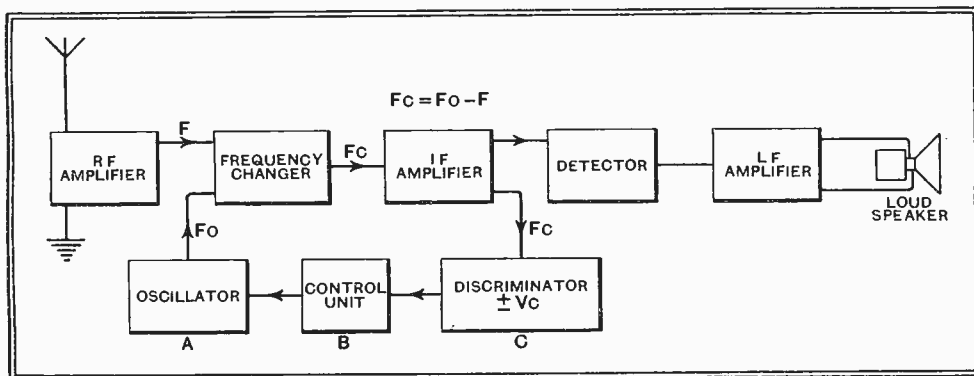 Fc = Fo - F
RF
AMPLIFIER
F
FREQUENCY
CHANGER
Fc
IF
AMPLIFIER
DETECTOR
LF
AMPLIFIER
LOUD
SPEAKER
Fo
Fc
OSCILLATOR
CONTROL
UNIT
DISCRIMINATOR
± Vc
A
B
C